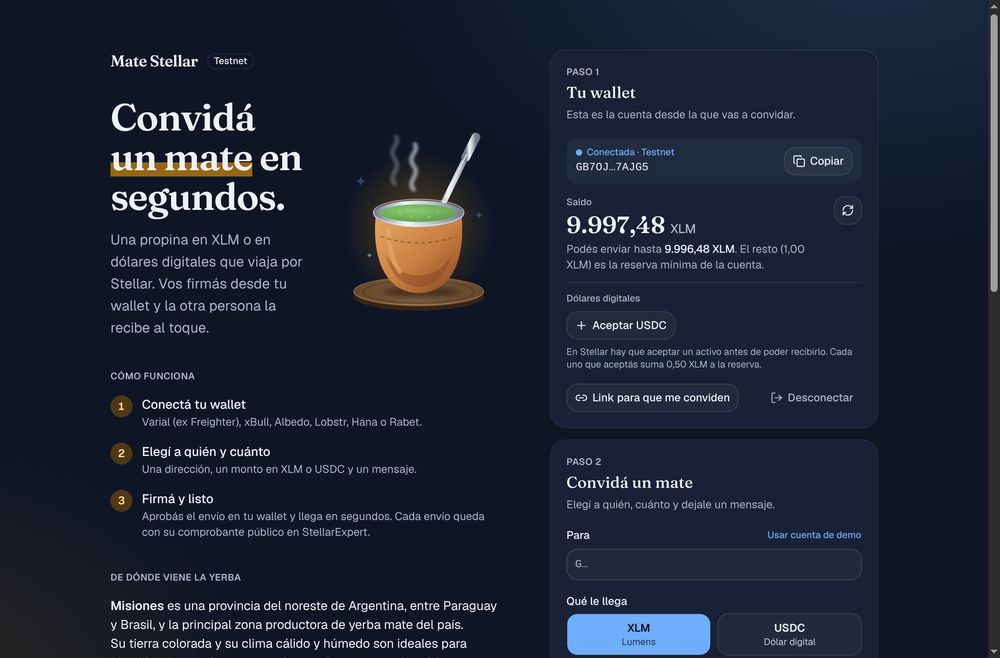 Mate Stellar
Testnet
Convidá
un mate en
segundos.
Una propina en XLM o en
dólares digitales que viaja por
Stellar. Vos firmás desde tu
wallet y la otra persona la
recibe al toque.
CÓMO FUNCIONA
1
Conectá tu wallet
Varial (ex Freighter), xBull, Albedo, Lobstr, Hana o Rabet.
2
Elegí a quién y cuánto
Una dirección, un monto en XLM o USDC y un mensaje.
3
Firmá y listo
Aprobás el envío en tu wallet y llega en segundos. Cada envío queda
con su comprobante público en StellarExpert.
DE DÓNDE VIENE LA YERBA
Misiones es una provincia del noreste de Argentina, entre Paraguay
y Brasil, y la principal zona productora de yerba mate del país.
Su tierra colorada y su clima cálido y húmedo son ideales para
PASO 1
Tu wallet
Esta es la cuenta desde la que vas a convidar.
Conectada · Testnet
GB7OJ…7AJG5
Copiar
Saldo
9.997,48 XLM
Podés enviar hasta 9.996,48 XLM. El resto (1,00
XLM) es la reserva mínima de la cuenta.
Dólares digitales
Aceptar USDC
En Stellar hay que aceptar un activo antes de poder recibirlo. Cada
uno que aceptás suma 0,50 XLM a la reserva.
Link para que me conviden
Desconectar
PASO 2
Convidá un mate
Elegí a quién, cuánto y dejale un mensaje.
Para
Usar cuenta de demo
G…
Qué le llega
XLM
Lumens
USDC
Dólar digital